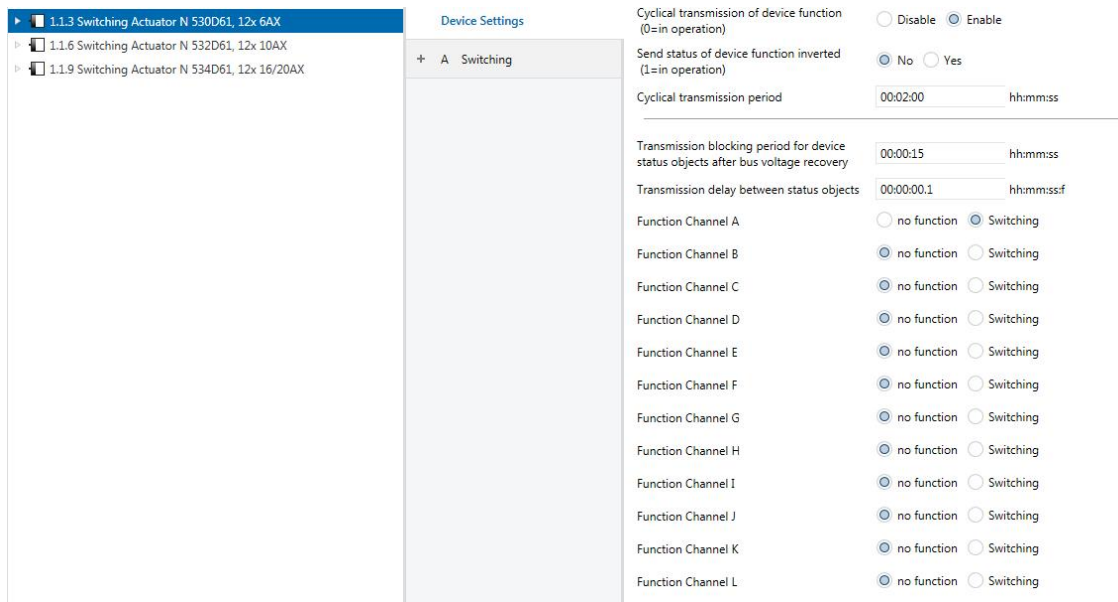 1.1.3 Switching Actuator N 530D61, 12x 6AX
1.1.6 Switching Actuator N 532D61, 12x 10AX
1.1.9 Switching Actuator N 534D61, 12x 16/20AX
Device Settings
+ A Switching
Cyclical transmission of device function
(0=in operation)
Disable Enable
Send status of device function inverted
(1=in operation)
No Yes
Cyclical transmission period 00:02:00 hh:mm:ss
Transmission blocking period for device
status objects after bus voltage recovery
00:00:15 hh:mm:ss
Transmission delay between status objects 00:00:00.1 hh:mm:ss:f
Function Channel A no function Switching
Function Channel B no function Switching
Function Channel C no function Switching
Function Channel D no function Switching
Function Channel E no function Switching
Function Channel F no function Switching
Function Channel G no function Switching
Function Channel H no function Switching
Function Channel I no function Switching
Function Channel J no function Switching
Function Channel K no function Switching
Function Channel L no function Switching